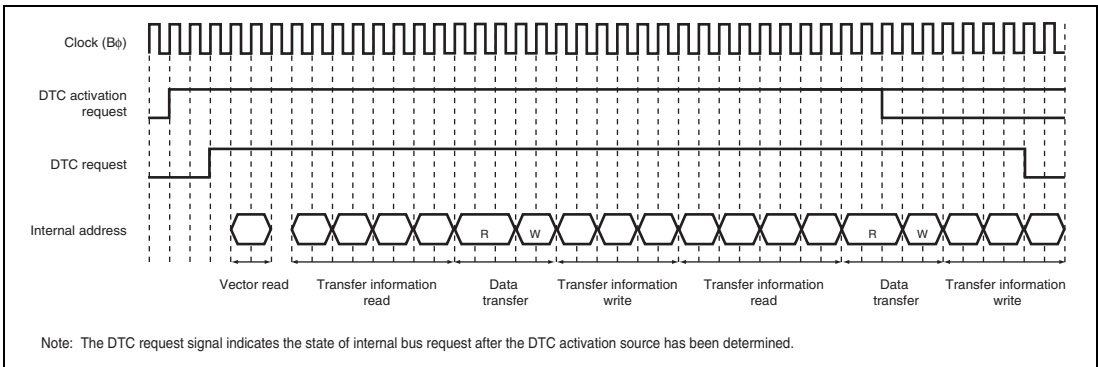 Clock (Bϕ)
DTC activation
request
DTC request
Internal address
R
W
R
W
Vector read
Transfer information
read
Data
transfer
Transfer information
write
Transfer information
read
Data
transfer
Transfer information
write
Note: The DTC request signal indicates the state of internal bus request after the DTC activation source has been determined.